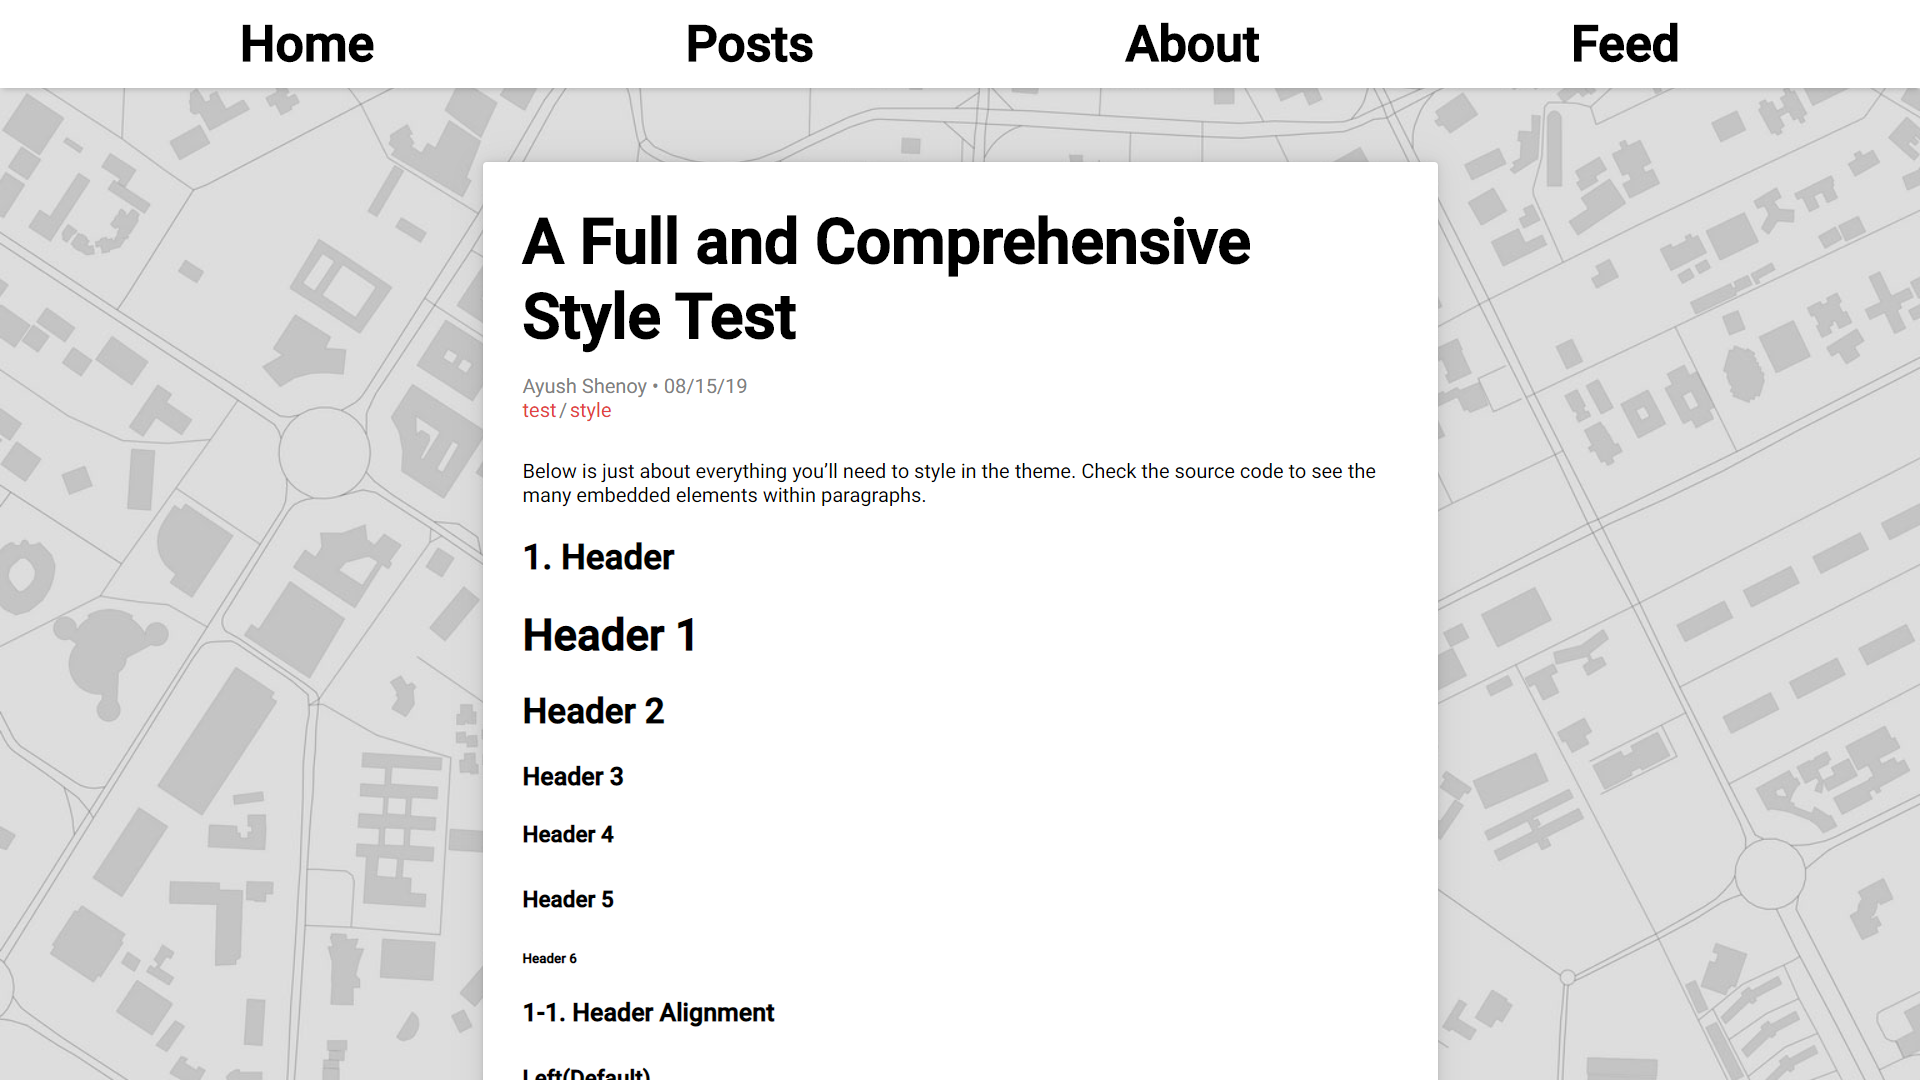 Home Posts About Feed
A Full and Comprehensive
Style Test
Ayush Shenoy • 08/15/19
test / style
Below is just about everything you’ll need to style in the theme. Check the source code to see the
many embedded elements within paragraphs.
1. Header
Header 1
Header 2
Header 3
Header 4
Header 5
Header 6
1-1. Header Alignment
Left(Default)